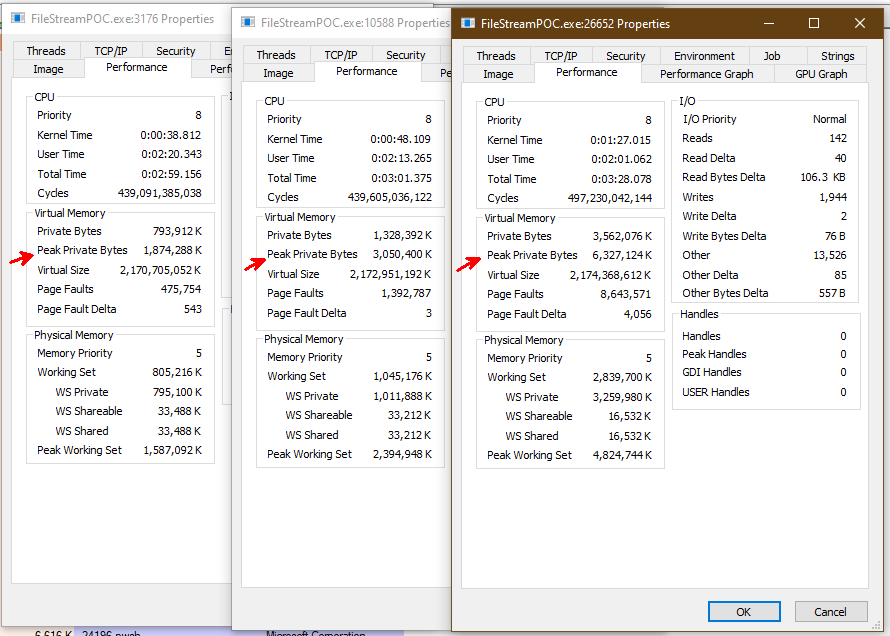 FileStreamPOC.exe:3176 Properties
Threads TCP/IP Security
Image Performance
CPU
Priority 8
Kernel Time 0:00:38.812
User Time 0:02:20.343
Total Time 0:02:59.156
Cycles 439,091,385,038
Virtual Memory
Private Bytes 793,912 K
Peak Private Bytes 1,874,288 K
Virtual Size 2,170,705,052 K
Page Faults 475,754
Page Fault Delta 543
Physical Memory
Memory Priority 5
Working Set 805,216 K
WS Private 795,100 K
WS Shareable 33,488 K
WS Shared 33,488 K
Peak Working Set 1,587,092 K
FileStreamPOC.exe:10588 Properties
Threads TCP/IP Security
Image Performance
CPU
Priority 8
Kernel Time 0:00:48.109
User Time 0:02:13.265
Total Time 0:03:01.375
Cycles 439,605,036,122
Virtual Memory
Private Bytes 1,328,392 K
Peak Private Bytes 3,050,400 K
Virtual Size 2,172,951,192 K
Page Faults 1,392,787
Page Fault Delta 3
Physical Memory
Memory Priority 5
Working Set 1,045,176 K
WS Private 1,011,888 K
WS Shareable 33,212 K
WS Shared 33,212 K
Peak Working Set 2,394,948 K
FileStreamPOC.exe:26652 Properties
Threads TCP/IP Security Environment Job Strings
Image Performance Performance Graph GPU Graph
CPU
Priority 8
Kernel Time 0:01:27.015
User Time 0:02:01.062
Total Time 0:03:28.078
Cycles 497,230,042,144
Virtual Memory
Private Bytes 3,562,076 K
Peak Private Bytes 6,327,124 K
Virtual Size 2,174,368,612 K
Page Faults 8,643,571
Page Fault Delta 4,056
Physical Memory
Memory Priority 5
Working Set 2,839,700 K
WS Private 3,259,980 K
WS Shareable 16,532 K
WS Shared 16,532 K
Peak Working Set 4,824,744 K
I/O
I/O Priority Normal
Reads 142
Read Delta 40
Read Bytes Delta 106.3 KB
Writes 1,944
Write Delta 2
Write Bytes Delta 76 B
Other 13,526
Other Delta 85
Other Bytes Delta 557 B
Handles
Handles 0
Peak Handles 0
GDI Handles 0
USER Handles 0
OK Cancel